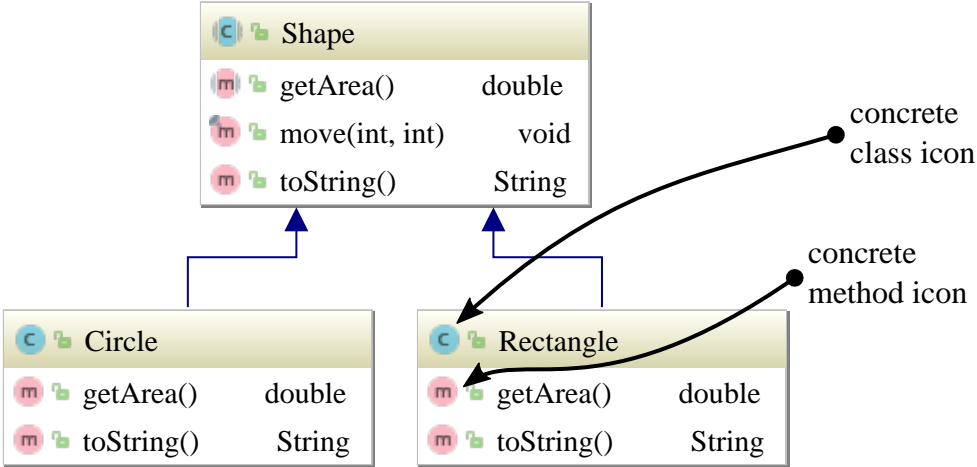 C Shape
m getArea() double
m move(int, int) void
m toString() String
concrete
class icon
concrete
method icon
C Circle
m getArea() double
m toString() String
C Rectangle
m getArea() double
m toString() String